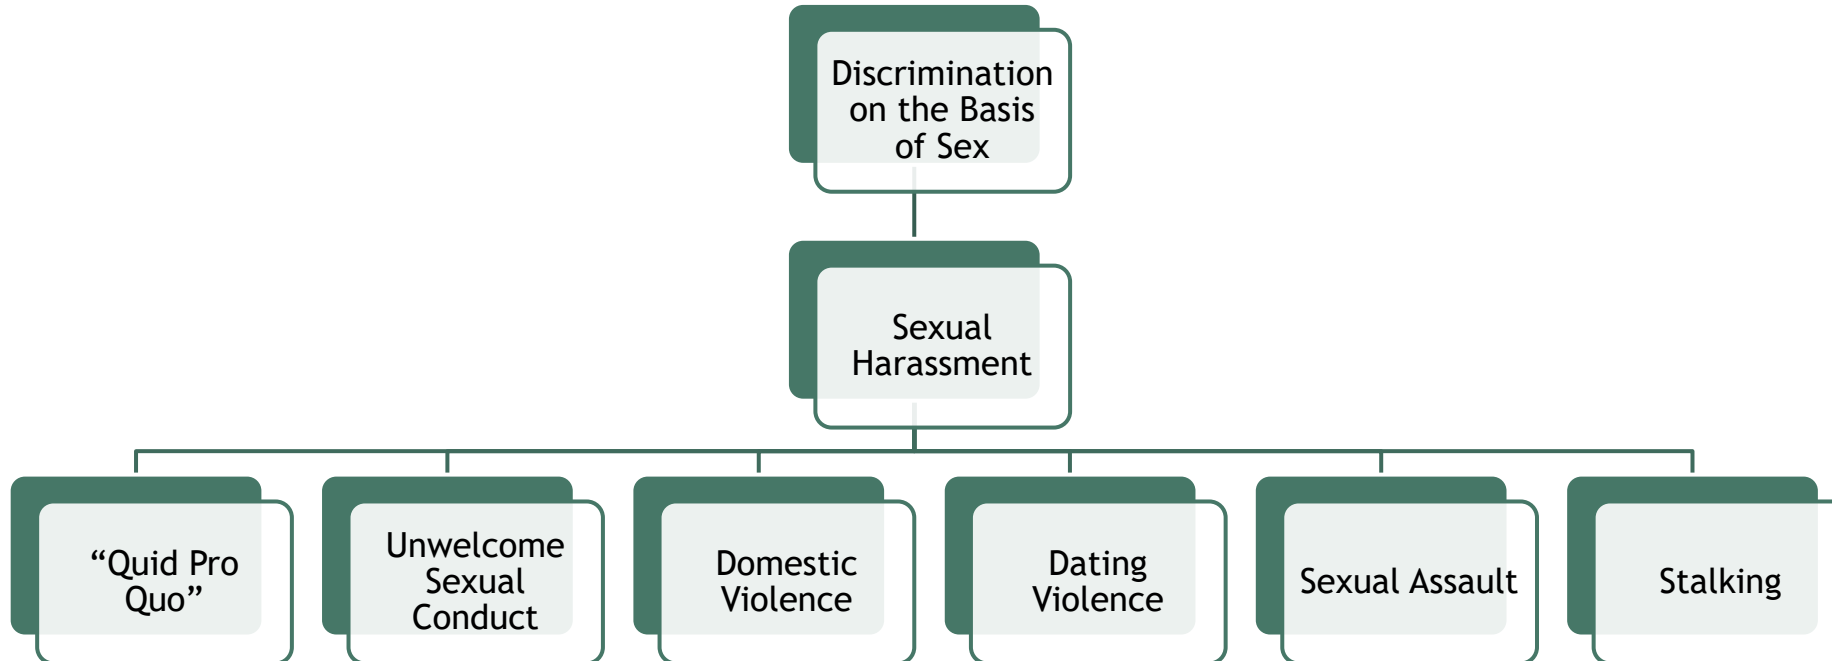 Discrimination
on the Basis
of Sex
Sexual
Harassment
“Quid Pro
Quo”
Unwelcome
Sexual
Conduct
Domestic
Violence
Dating
Violence
Sexual Assault
Stalking